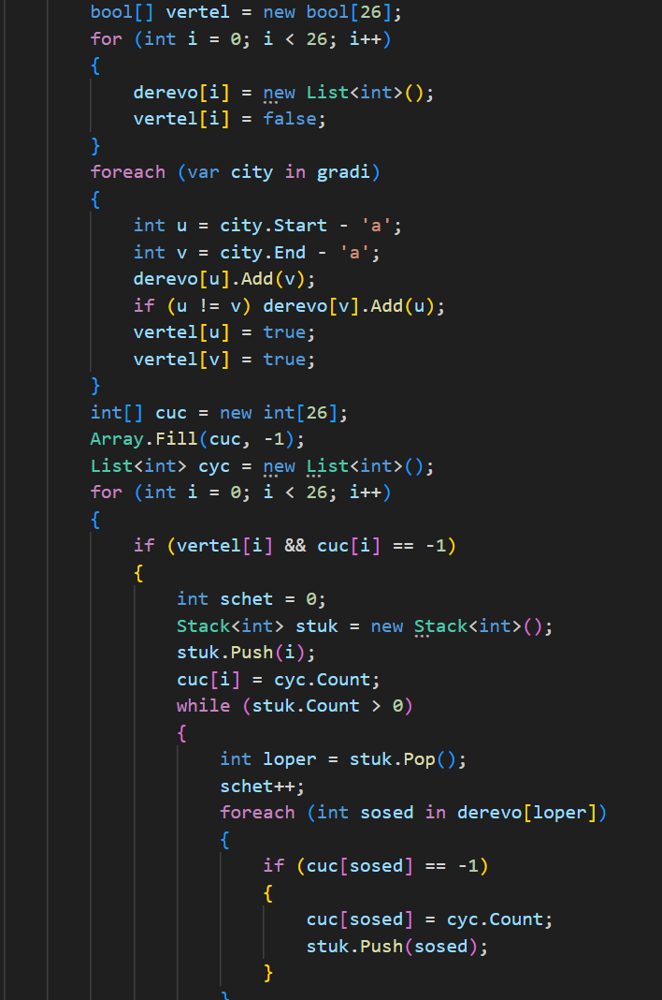 bool[] vertel = new bool[26];
for (int i = 0; i < 26; i++)
{
derevo[i] = new List<int>();
vertel[i] = false;
}
foreach (var city in gradi)
{
int u = city.Start - 'a';
int v = city.End - 'a';
derevo[u].Add(v);
if (u != v) derevo[v].Add(u);
vertel[u] = true;
vertel[v] = true;
}
int[] cuc = new int[26];
Array.Fill(cuc, -1);
List<int> cyc = new List<int>();
for (int i = 0; i < 26; i++)
{
if (vertel[i] && cuc[i] == -1)
{
int schet = 0;
Stack<int> stuk = new Stack<int>();
stuk.Push(i);
cuc[i] = cyc.Count;
while (stuk.Count > 0)
{
int loper = stuk.Pop();
schet++;
foreach (int sosed in derevo[loper])
{
if (cuc[sosed] == -1)
{
cuc[sosed] = cyc.Count;
stuk.Push(sosed);
}
}